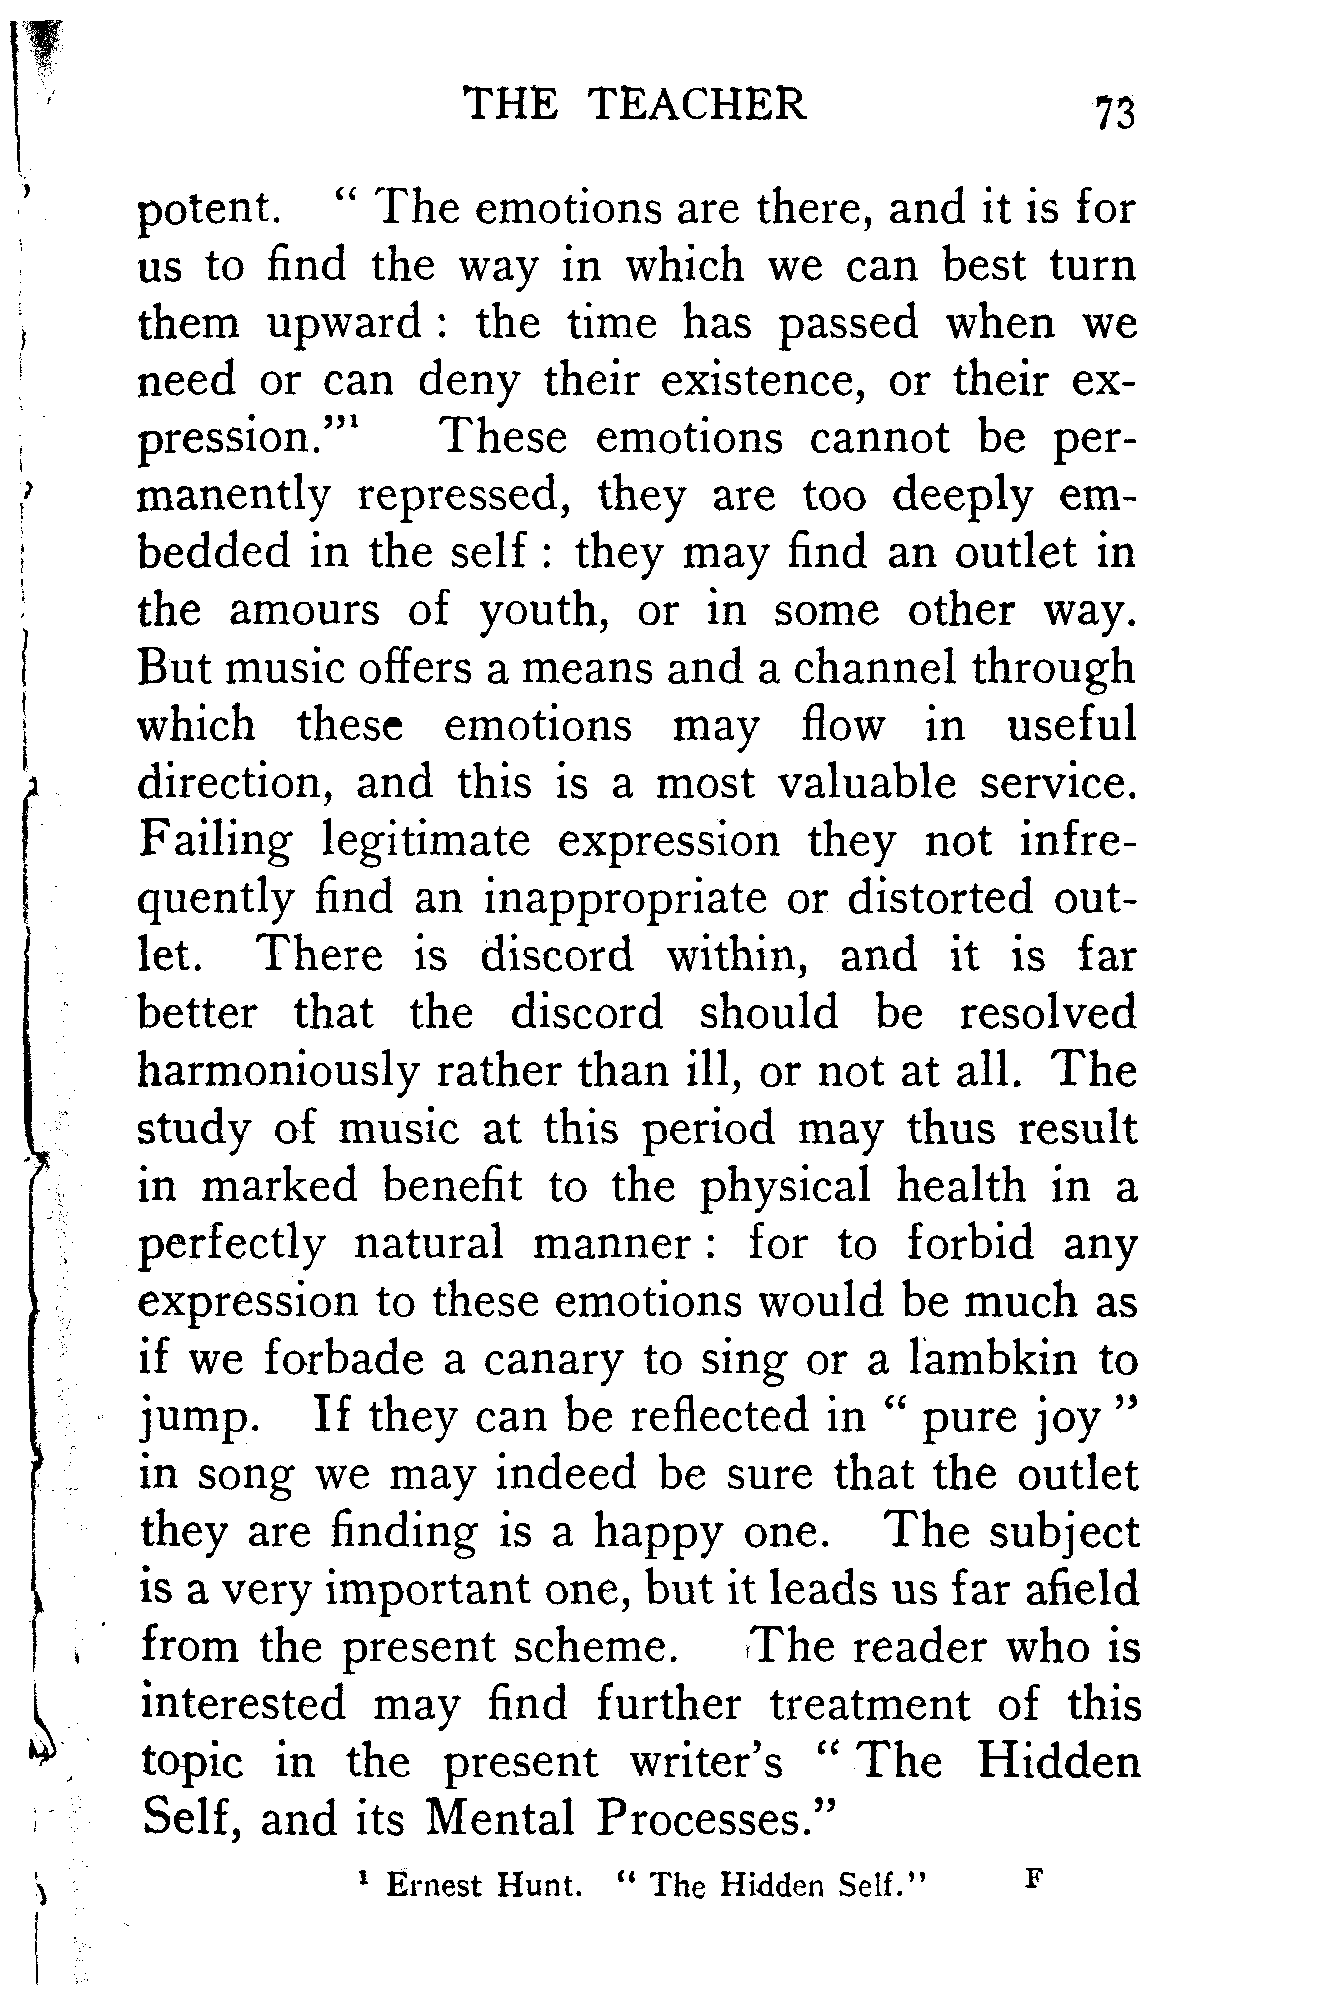 THE TEACHER 73
potent. " The emotions are there, and it is for
us to find the way in which we can best turn
them upward : the time has passed when we
need or can deny their existence, or their ex-
pression."¹ These emotions cannot be per-
manently repressed, they are too deeply em-
bedded in the self : they may find an outlet in
the amours of youth, or in some other way.
But music offers a means and a channel through
which these emotions may flow in useful
direction, and this is a most valuable service.
Failing legitimate expression they not infre-
quently find an inappropriate or distorted out-
let. There is discord within, and it is far
better that the discord should be resolved
harmoniously rather than ill, or not at all. The
study of music at this period may thus result
in marked benefit to the physical health in a
perfectly natural manner : for to forbid any
expression to these emotions would be much as
if we forbade a canary to sing or a lambkin to
jump. If they can be reflected in " pure joy "
in song we may indeed be sure that the outlet
they are finding is a happy one. The subject
is a very important one, but it leads us far afield
from the present scheme. The reader who is
interested may find further treatment of this
topic in the present writer's " The Hidden
Self, and its Mental Processes."
¹ Ernest Hunt. " The Hidden Self." F